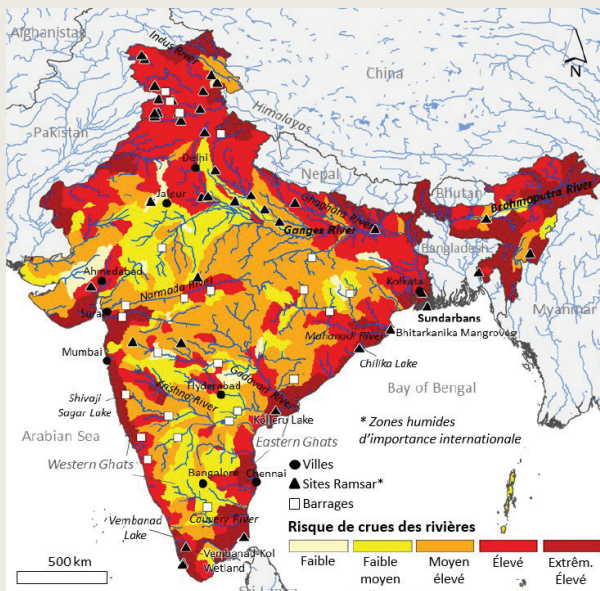 Afghanistan
Indus River
China
N
Himalayas
Pakistan
Delhi
Nepal
Jaipur
Ghaghara River
Bhutan
Brahmaputra River
Ganges River
Bangladesh
Ahmedabad
Narmada River
Kolkata
Myanmar
Surat
Sundarbans
Mahanadi River
Bhitarkanika Mangroves
Mumbai
Chilika Lake
Godavari River
Hyderabad
Bay of Bengal
Shivaji
Sagar Lake
Krishna River
Kolleru Lake
* Zones humides
d'importance internationale
Arabian Sea
Eastern Ghats
Western Ghats
Villes
Bangalore
Chennai
Sites Ramsar*
Barrages
Vembanad
Lake
Cauvery River
Risque de crues des rivières
Vembanad Kol
Wetland
500 km
Sri Lanka
Faible
Faible
moyen
Moyen
élevé
Élevé
Extrêm.
Élevé